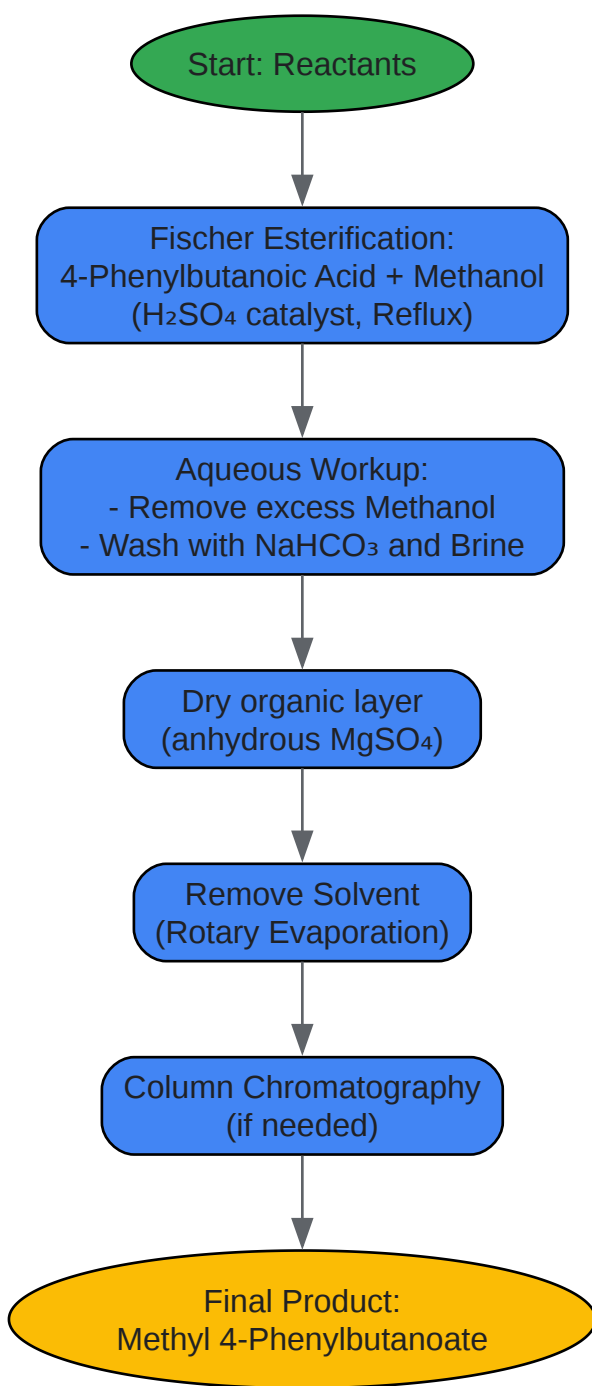 Start: Reactants
Fischer Esterification:
4-Phenylbutanoic Acid + Methanol
(H₂SO₄ catalyst, Reflux)
Aqueous Workup:
- Remove excess Methanol
- Wash with NaHCO₃ and Brine
Dry organic layer
(anhydrous MgSO₄)
Remove Solvent
(Rotary Evaporation)
Column Chromatography
(if needed)
Final Product:
Methyl 4-Phenylbutanoate